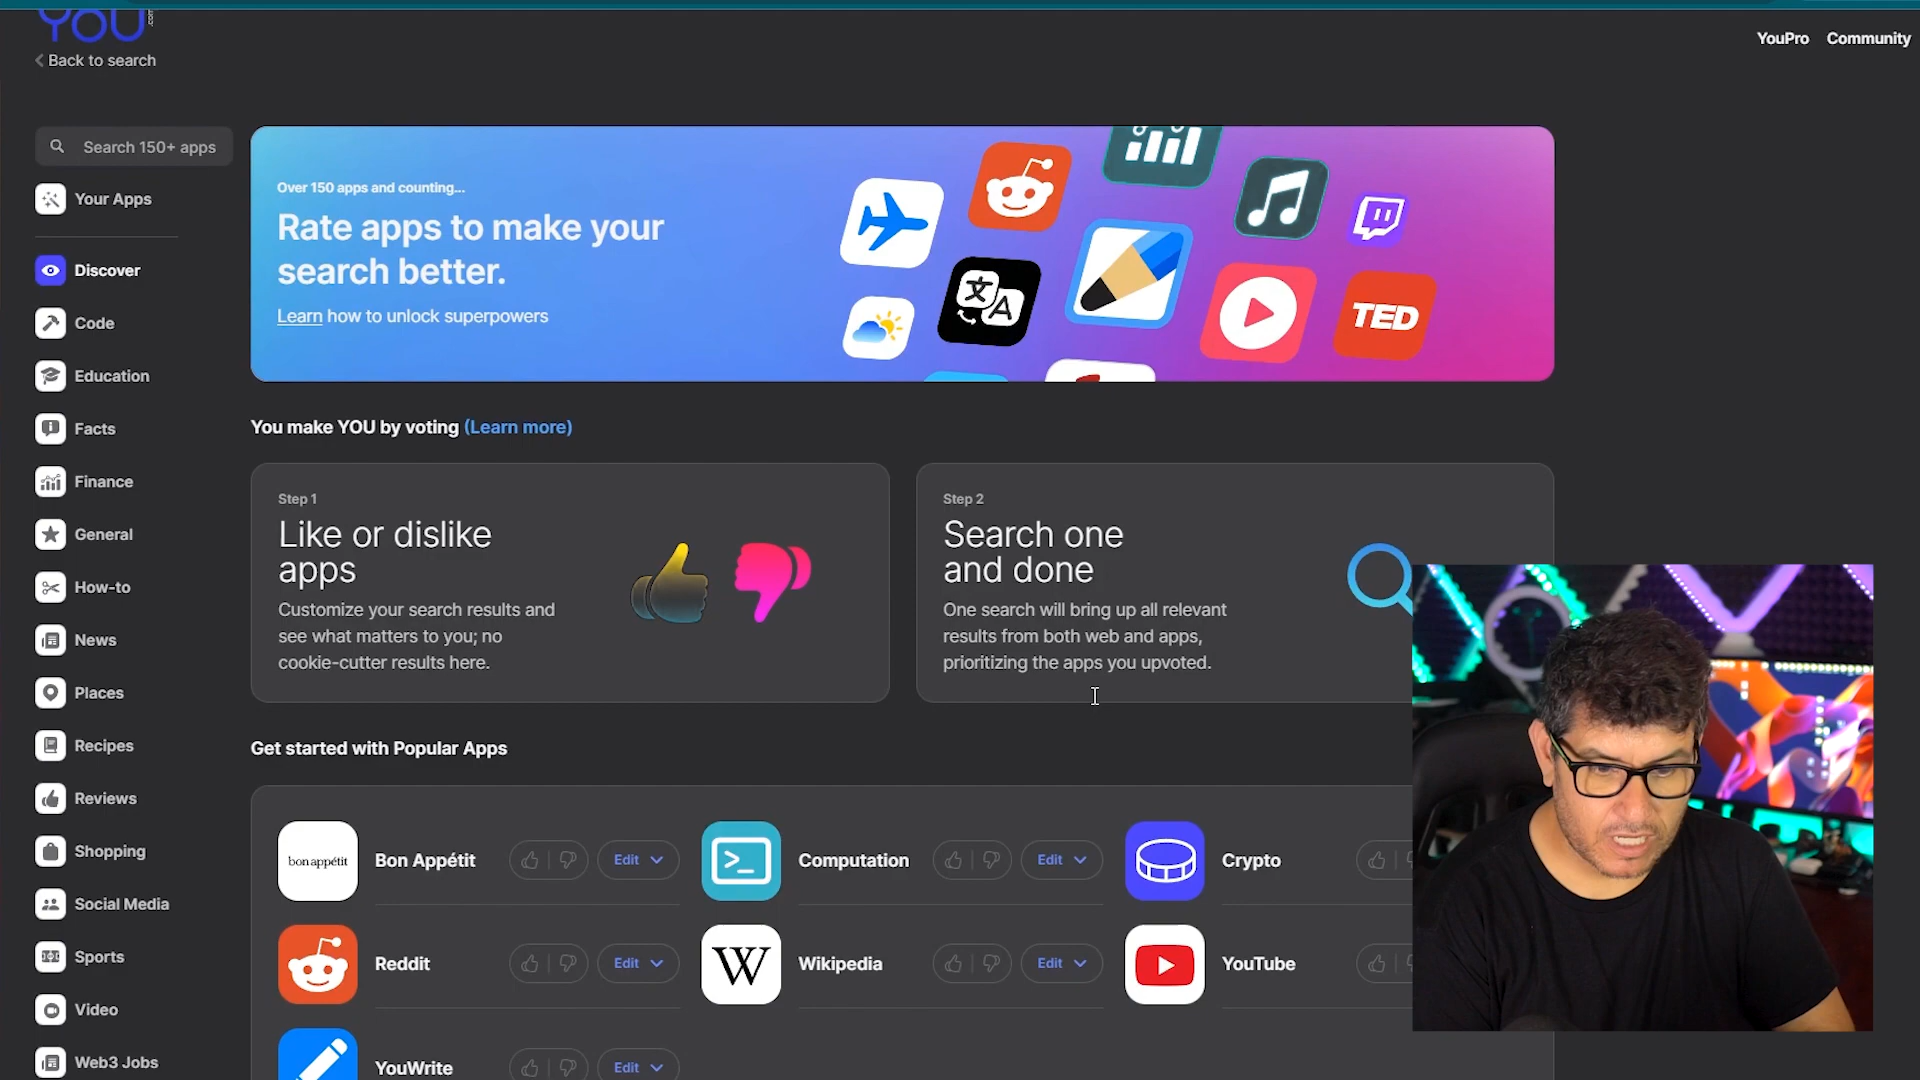 YOU.com
Back to search
YouPro
Community
Search 150+ apps
Your Apps
Discover
Code
Education
Facts
Finance
General
How-to
News
Places
Recipes
Reviews
Shopping
Social Media
Sports
Video
Web3 Jobs
Over 150 apps and counting...
Rate apps to make your
search better.
Learn how to unlock superpowers
文
A
TED
You make YOU by voting (Learn more)
Step 1
Like or dislike
apps
Customize your search results and
see what matters to you; no
cookie-cutter results here.
Step 2
Search one
and done
One search will bring up all relevant
results from both web and apps,
prioritizing the apps you upvoted.
Get started with Popular Apps
bon appétit
Bon Appétit
Edit
Computation
Edit
Crypto
Reddit
Edit
W
Wikipedia
Edit
YouTube
YouWrite
Edit